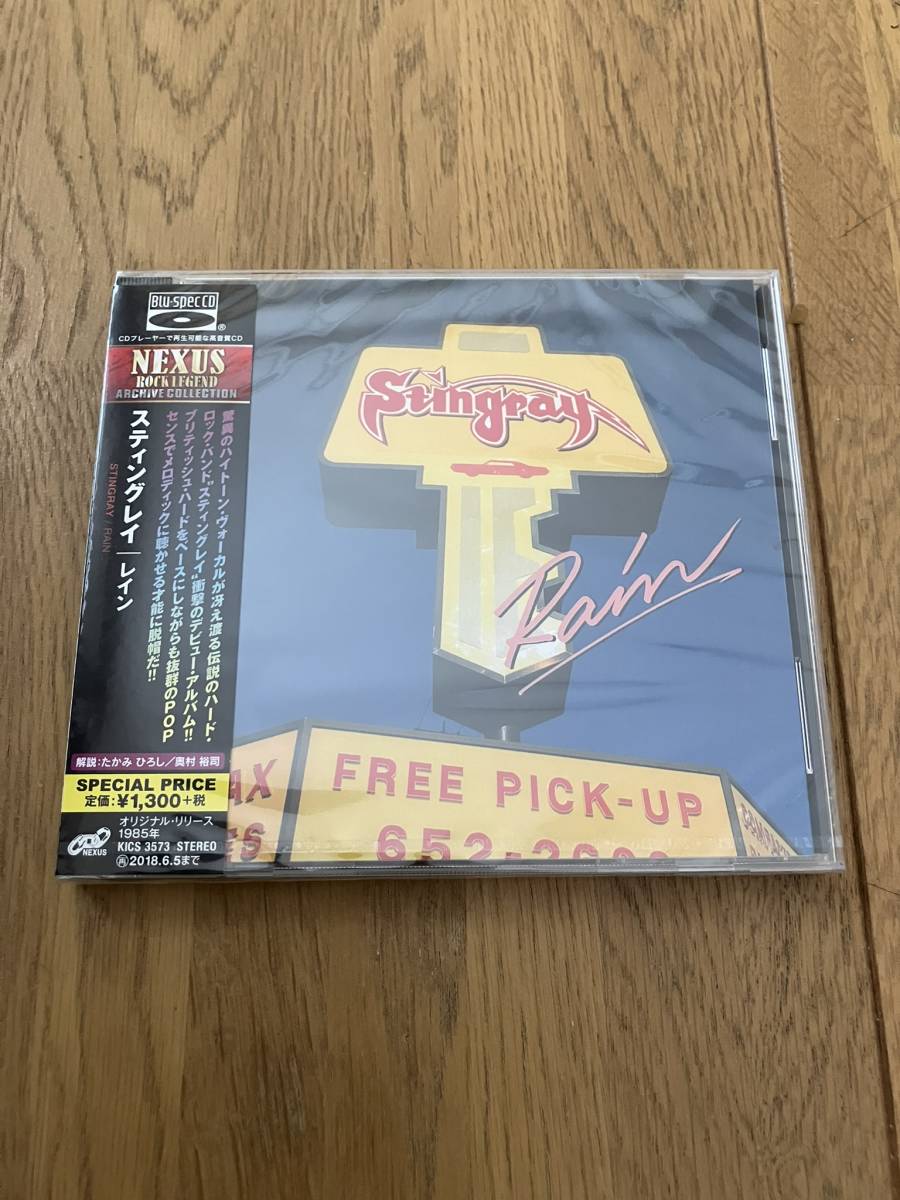 Blu-spec CD
®
CDプレーヤーで再生可能な高音質CD
NEXUS
ROCK LEGEND
ARCHIVE COLLECTION
スティングレイ｜レイン
STINGRAY / RAIN
驚異のハイトーン・ヴォーカルが冴え渡る伝説のハード・
ロック・バンド“スティングレイ”衝撃のデビュー・アルバム!!
ブリティッシュ・ハードをベースにしながらも抜群のPOP
センスでメロディックに聴かせる才能に脱帽だ!!
解説:たかみ ひろし/奥村 裕司
SPECIAL PRICE
定価:¥1,300+税
オリジナル・リリース
1985年
KICS 3573 STEREO
NEXUS
再2018.6.5まで
Stingray
Rain
FREE PICK-UP